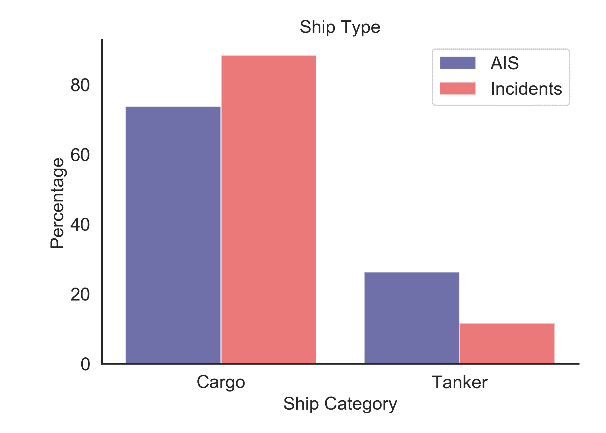 Ship Type
AIS
Incidents
Percentage
80
60
40
20
0
Cargo
Tanker
Ship Category